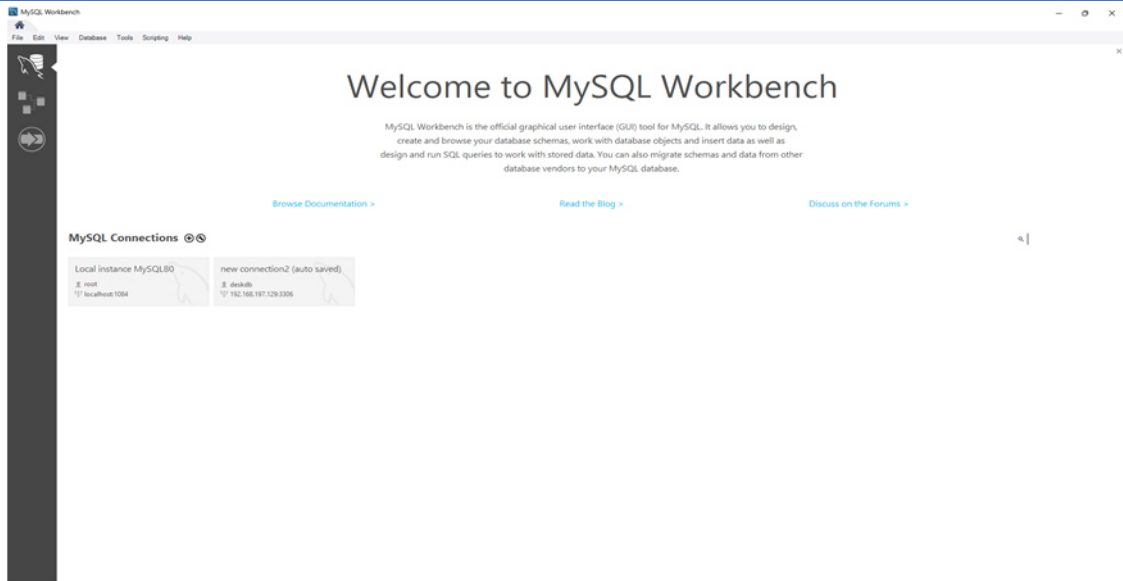 MySQL Workbench
File Edit View Database Tools Scripting Help
Welcome to MySQL Workbench
MySQL Workbench is the official graphical user interface (GUI) tool for MySQL. It allows you to design,
create and browse your database schemas, work with database objects and insert data as well as
design and run SQL queries to work with stored data. You can also migrate schemas and data from other
database vendors to your MySQL database.
Browse Documentation > Read the Blog > Discuss on the Forums >
MySQL Connections
Local instance MySQL80
root
localhost:1084
new connection2 (auto saved)
deskdb
192.168.197.129:3306